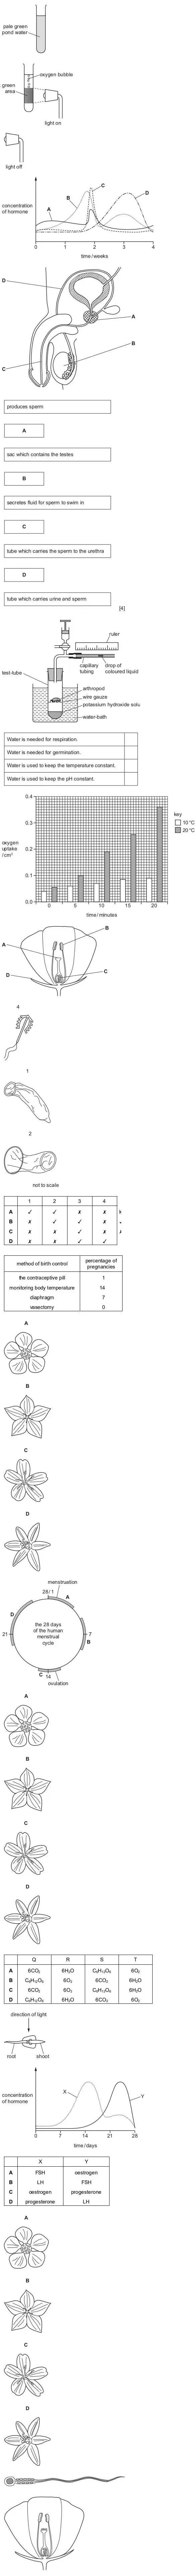 pale green
pond water
oxygen bubble
green
area
light on
light off
concentration
of hormone
A
B
C
D
0 1 2 3 4
time / weeks
D
A
B
C
produces sperm
A
sac which contains the testes
B
secretes fluid for sperm to swim in
C
tube which carries the sperm to the urethra
D
tube which carries urine and sperm
[4]
ruler
capillary
tubing
drop of
coloured liquid
test-tube
arthropod
wire gauze
potassium hydroxide solu
water-bath
Water is needed for respiration.
Water is needed for germination.
Water is used to keep the temperature constant.
Water is used to keep the pH constant.
oxygen
uptake
/ cm³
0.4
0.3
0.2
0.1
0.0
0 5 10 15 20
time / minutes
key
10 °C
20 °C
A
B
C
D
4
1
2
not to scale
1 2 3 4
A ✓ ✓ ✗ ✗
B ✗ ✓ ✓ ✗
C ✗ ✗ ✓ ✗
D ✗ ✗ ✓ ✓
method of birth control percentage of pregnancies
the contraceptive pill 1
monitoring body temperature 14
diaphragm 7
vasectomy 0
A
B
C
D
menstruation
28/1
A
D
the 28 days
of the human
menstrual
cycle
21
7
B
C 14
ovulation
A
B
C
D
Q R S T
A 6CO₂ 6H₂O C₆H₁₂O₆ 6O₂
B C₆H₁₂O₆ 6O₂ 6CO₂ 6H₂O
C 6CO₂ 6O₂ C₆H₁₂O₆ 6H₂O
D C₆H₁₂O₆ 6H₂O 6CO₂ 6O₂
direction of light
root shoot
concentration
of hormone
X
Y
0 7 14 21 28
time / days
X Y
A FSH oestrogen
B LH FSH
C oestrogen progesterone
D progesterone LH
A
B
C
D